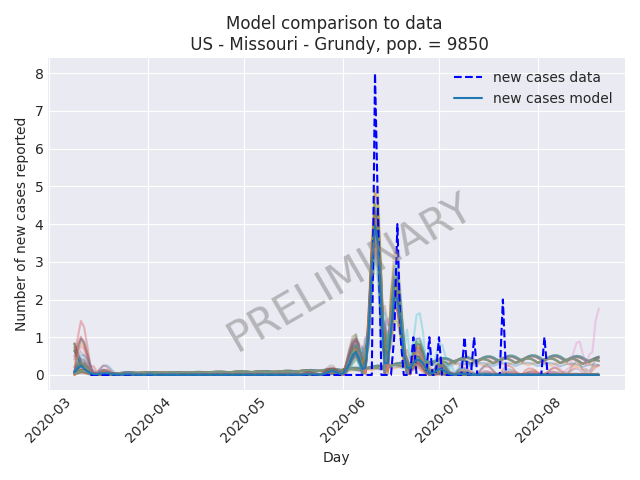 Model comparison to data
US - Missouri - Grundy, pop. = 9850
8
7
6
5
4
3
2
1
0
Number of new cases reported
new cases data
new cases model
PRELIMINARY
2020-03
2020-04
2020-05
2020-06
2020-07
2020-08
Day